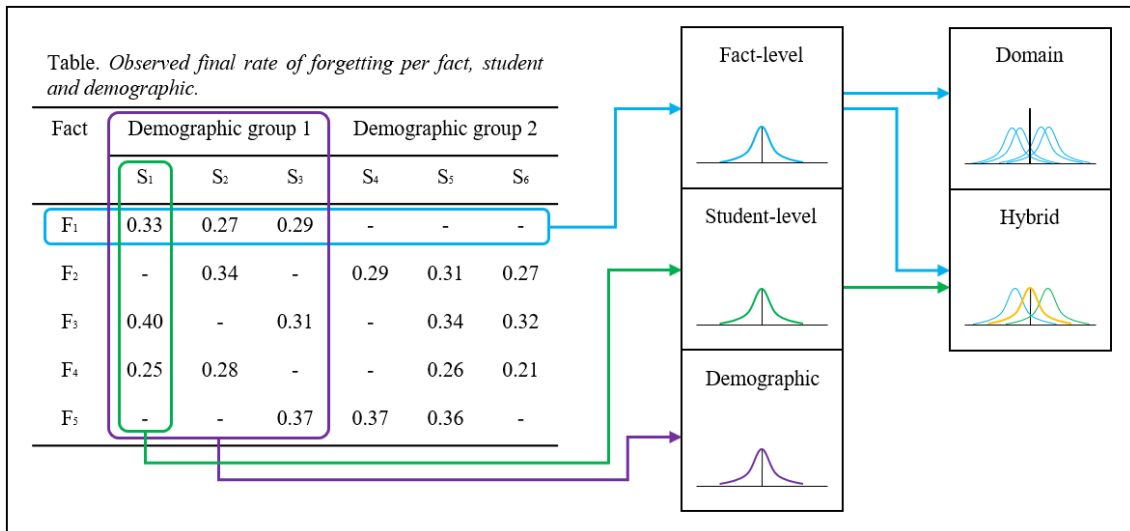 Table. Observed final rate of forgetting per fact, student
and demographic.
Fact Demographic group 1 Demographic group 2
S₁ S₂ S₃ S₄ S₅ S₆
F₁ 0.33 0.27 0.29 - - -
F₂ - 0.34 - 0.29 0.31 0.27
F₃ 0.40 - 0.31 - 0.34 0.32
F₄ 0.25 0.28 - - 0.26 0.21
F₅ - - 0.37 0.37 0.36 -
Fact-level
Student-level
Demographic
Domain
Hybrid